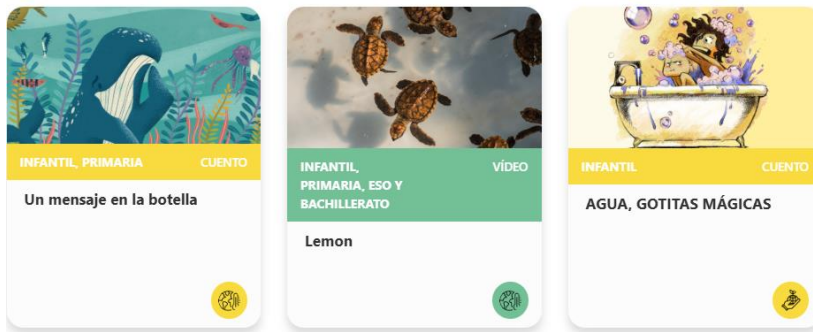 INFANTIL, PRIMARIA
CUENTO
Un mensaje en la botella
INFANTIL,
PRIMARIA, ESO Y
BACHILLERATO
VÍDEO
Lemon
INFANTIL
CUENTO
AGUA, GOTITAS MÁGICAS